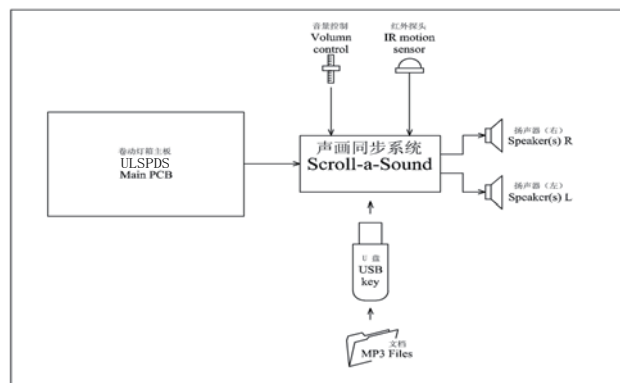 音量控制
Volumn
control
红外探头
IR motion
sensor
卷动灯箱主板
ULSPDS
Main PCB
声画同步系统
Scroll-a-Sound
扬声器（右）
Speaker(s) R
扬声器（左）
Speaker(s) L
U 盘
USB
key
文档
MP3 Files